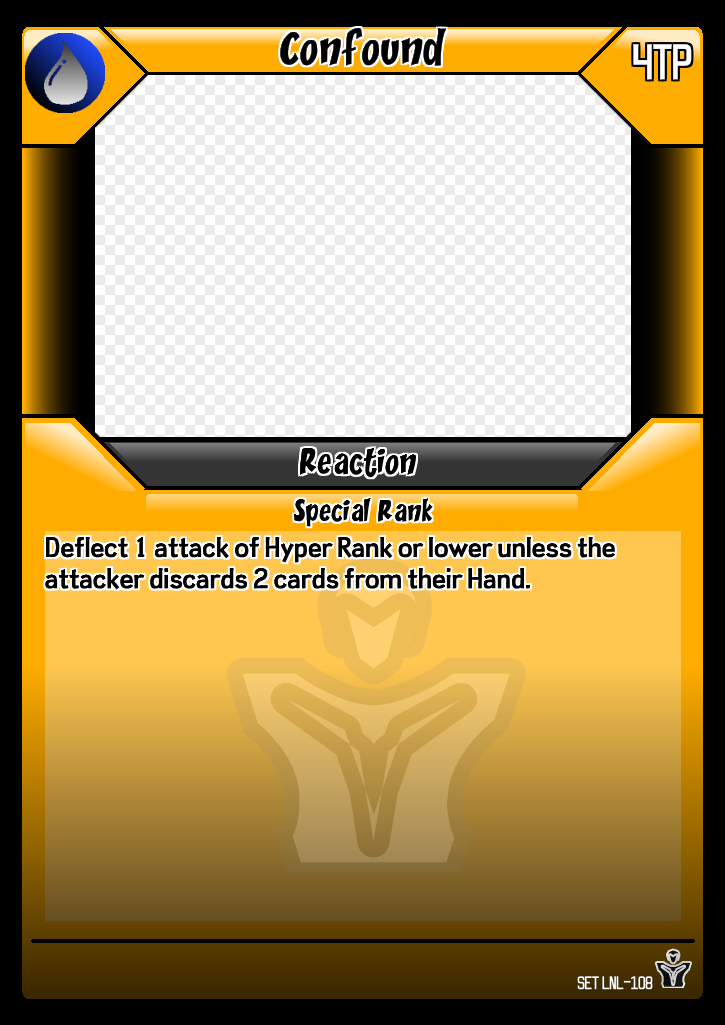 Confound
4TP
Reaction
Special Rank
Deflect 1 attack of Hyper Rank or lower unless the
attacker discards 2 cards from their Hand.
SET LNL-108